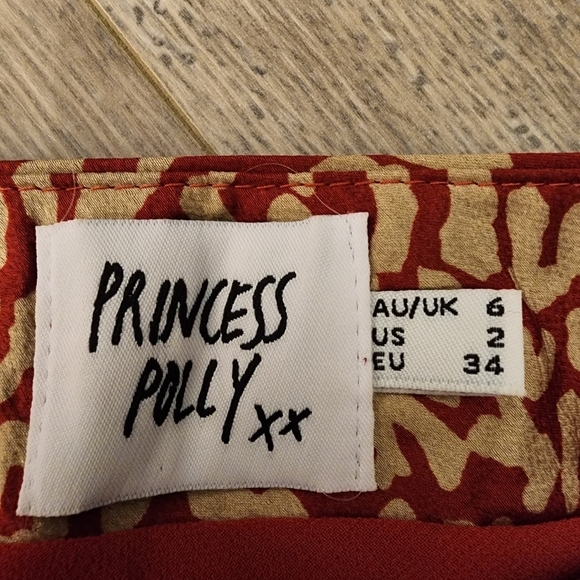 PRINCESS
POLLY xx
AU/UK 6
US 2
EU 34